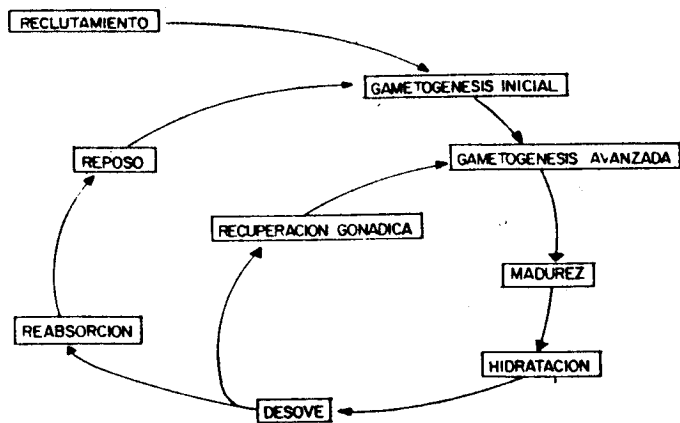 RECLUTAMIENTO
GAMETOGENESIS INICIAL
REPOSO
GAMETOGENESIS AVANZADA
RECUPERACION GONADICA
MADUREZ
REABSORCION
HIDRATACION
DESOVE